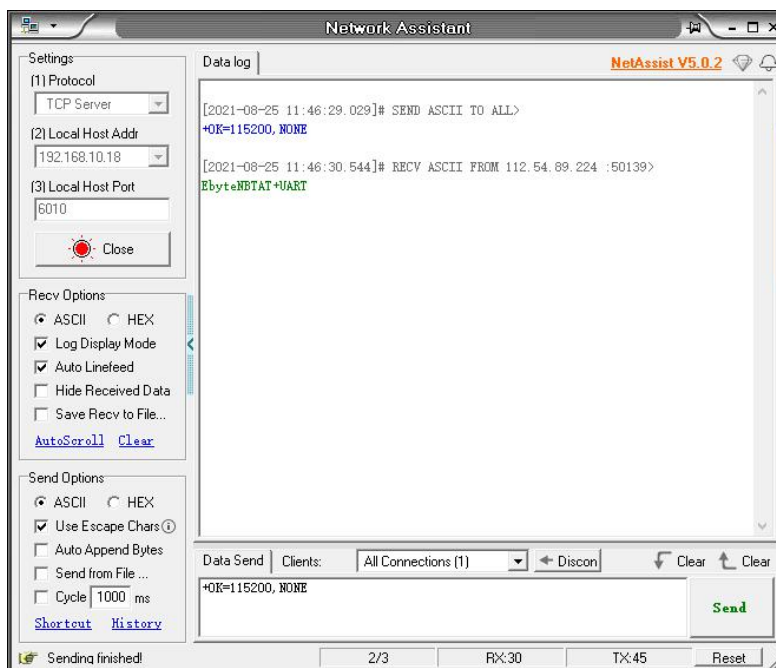 Network Assistant
Settings
(1) Protocol
TCP Server
(2) Local Host Addr
192.168.10.18
(3) Local Host Port
6010
Close
Recv Options
ASCII HEX
Log Display Mode
Auto Linefeed
Hide Received Data
Save Recv to File...
AutoScroll Clear
Send Options
ASCII HEX
Use Escape Chars
Auto Append Bytes
Send from File ...
Cycle 1000 ms
Shortcut History
Data log
NetAssist V5.0.2
[2021-08-25 11:46:29.029]# SEND ASCII TO ALL>
+OK=115200, NONE
[2021-08-25 11:46:30.544]# RECV ASCII FROM 112.54.89.224 :50139>
EbyteNBTAT+UART
Data Send Clients: All Connections (1) Discon Clear Clear
+OK=115200, NONE
Send
Sending finished! 2/3 RX:30 TX:45 Reset